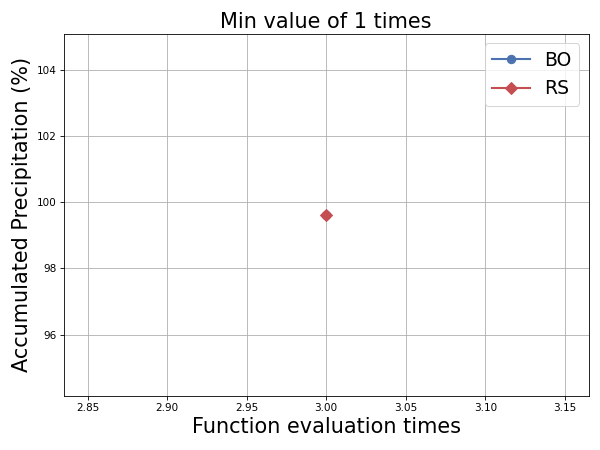 Min value of 1 times
BO
RS
Accumulated Precipitation (%)
104
102
100
98
96
2.85 2.90 2.95 3.00 3.05 3.10 3.15
Function evaluation times